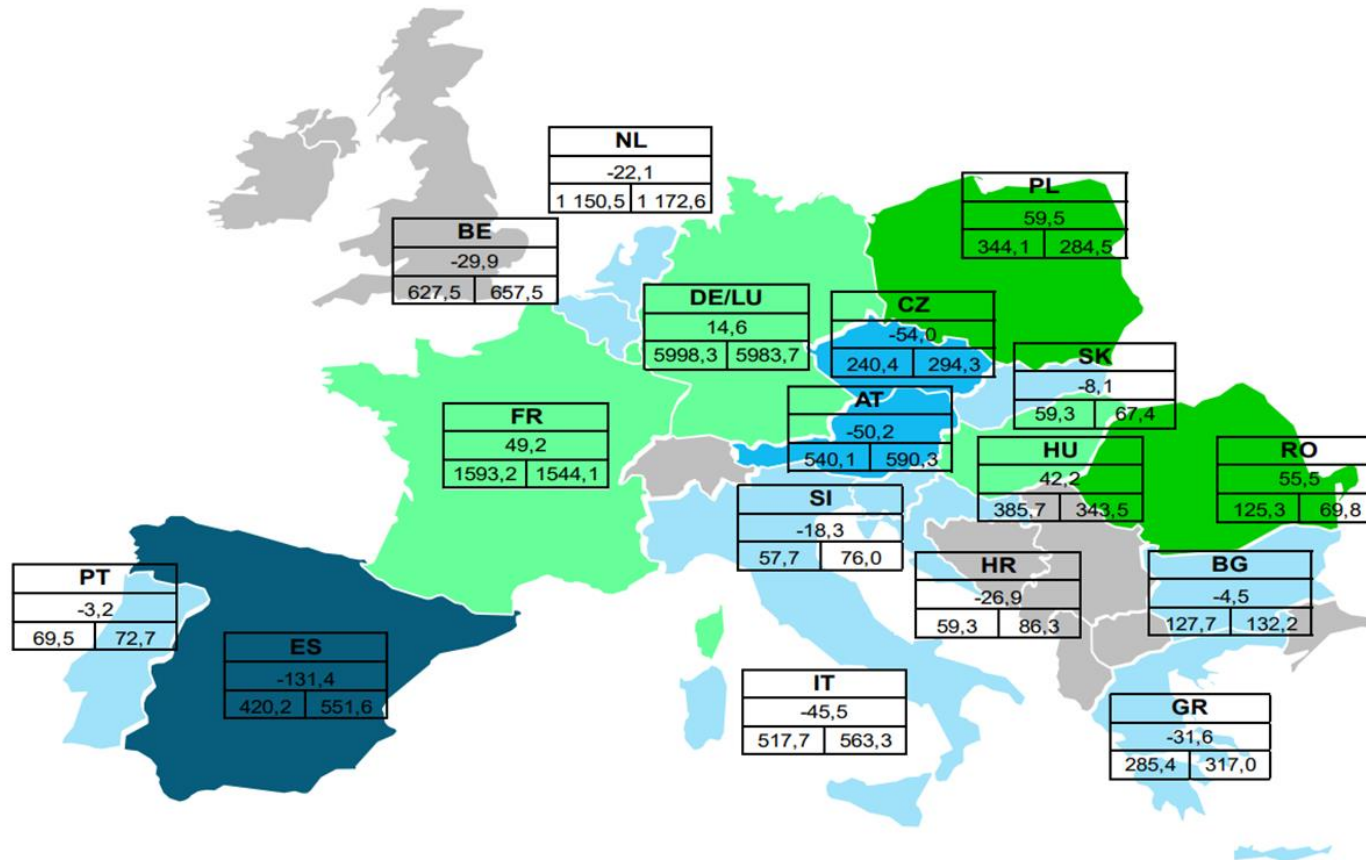 NL
-22,1
1 150,5 1 172,6
PL
59,5
344,1 284,5
BE
-29,9
627,5 657,5
DE/LU
14,6
5998,3 5983,7
CZ
-54,0
240,4 294,3
SK
-8,1
59,3 67,4
AT
-50,2
540,1 590,3
FR
49,2
1593,2 1544,1
HU
42,2
385,7 343,5
RO
55,5
125,3 69,8
SI
-18,3
57,7 76,0
HR
-26,9
59,3 86,3
BG
-4,5
127,7 132,2
PT
-3,2
69,5 72,7
ES
-131,4
420,2 551,6
IT
-45,5
517,7 563,3
GR
-31,6
285,4 317,0